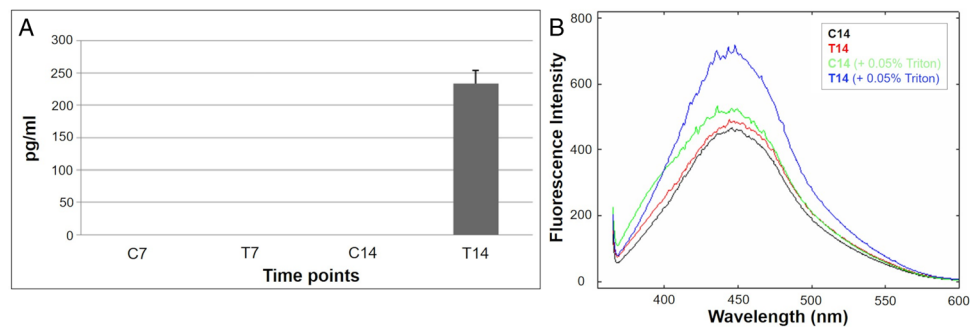 A
300
250
200
150
100
50
0
pg/ml
C7 T7 C14 T14
Time points
B
800
600
400
200
0
Fluorescence Intensity
C14
T14
C14 (+ 0.05% Triton)
T14 (+ 0.05% Triton)
400 450 500 550 600
Wavelength (nm)